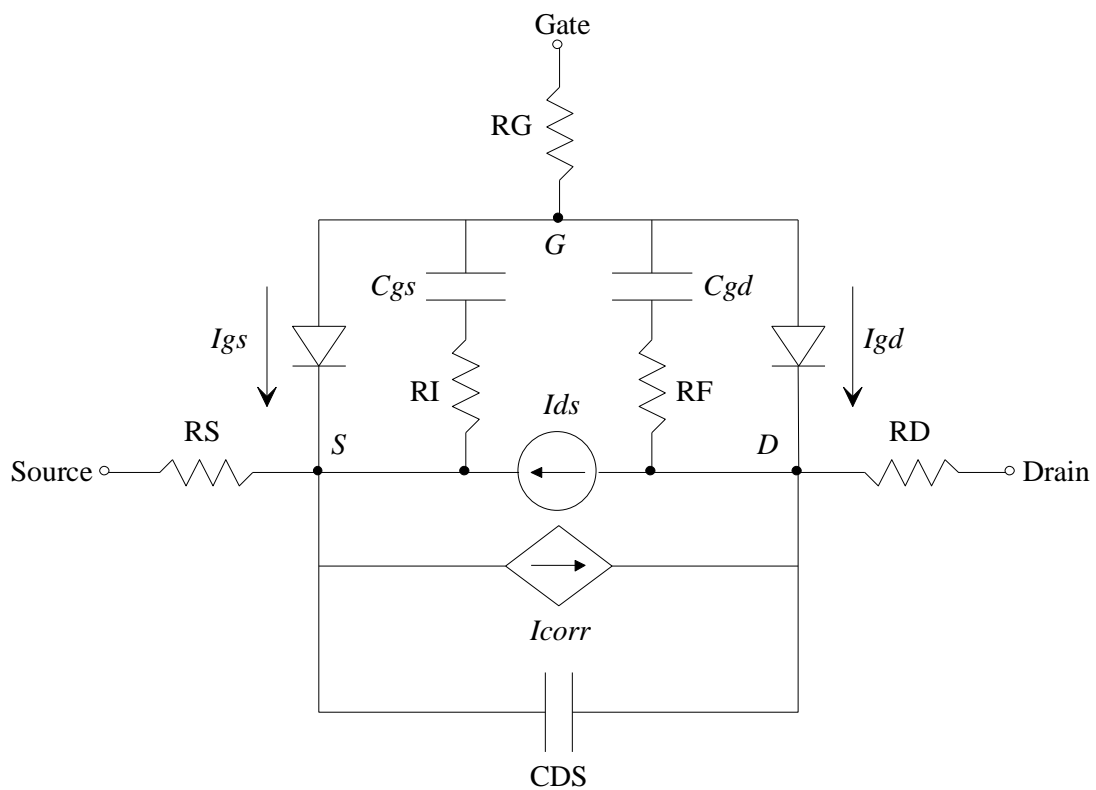 Gate
RG
G
Cgs
Cgd
Igs
Igd
RI
RF
Ids
RS
S
D
RD
Source
Drain
Icorr
CDS